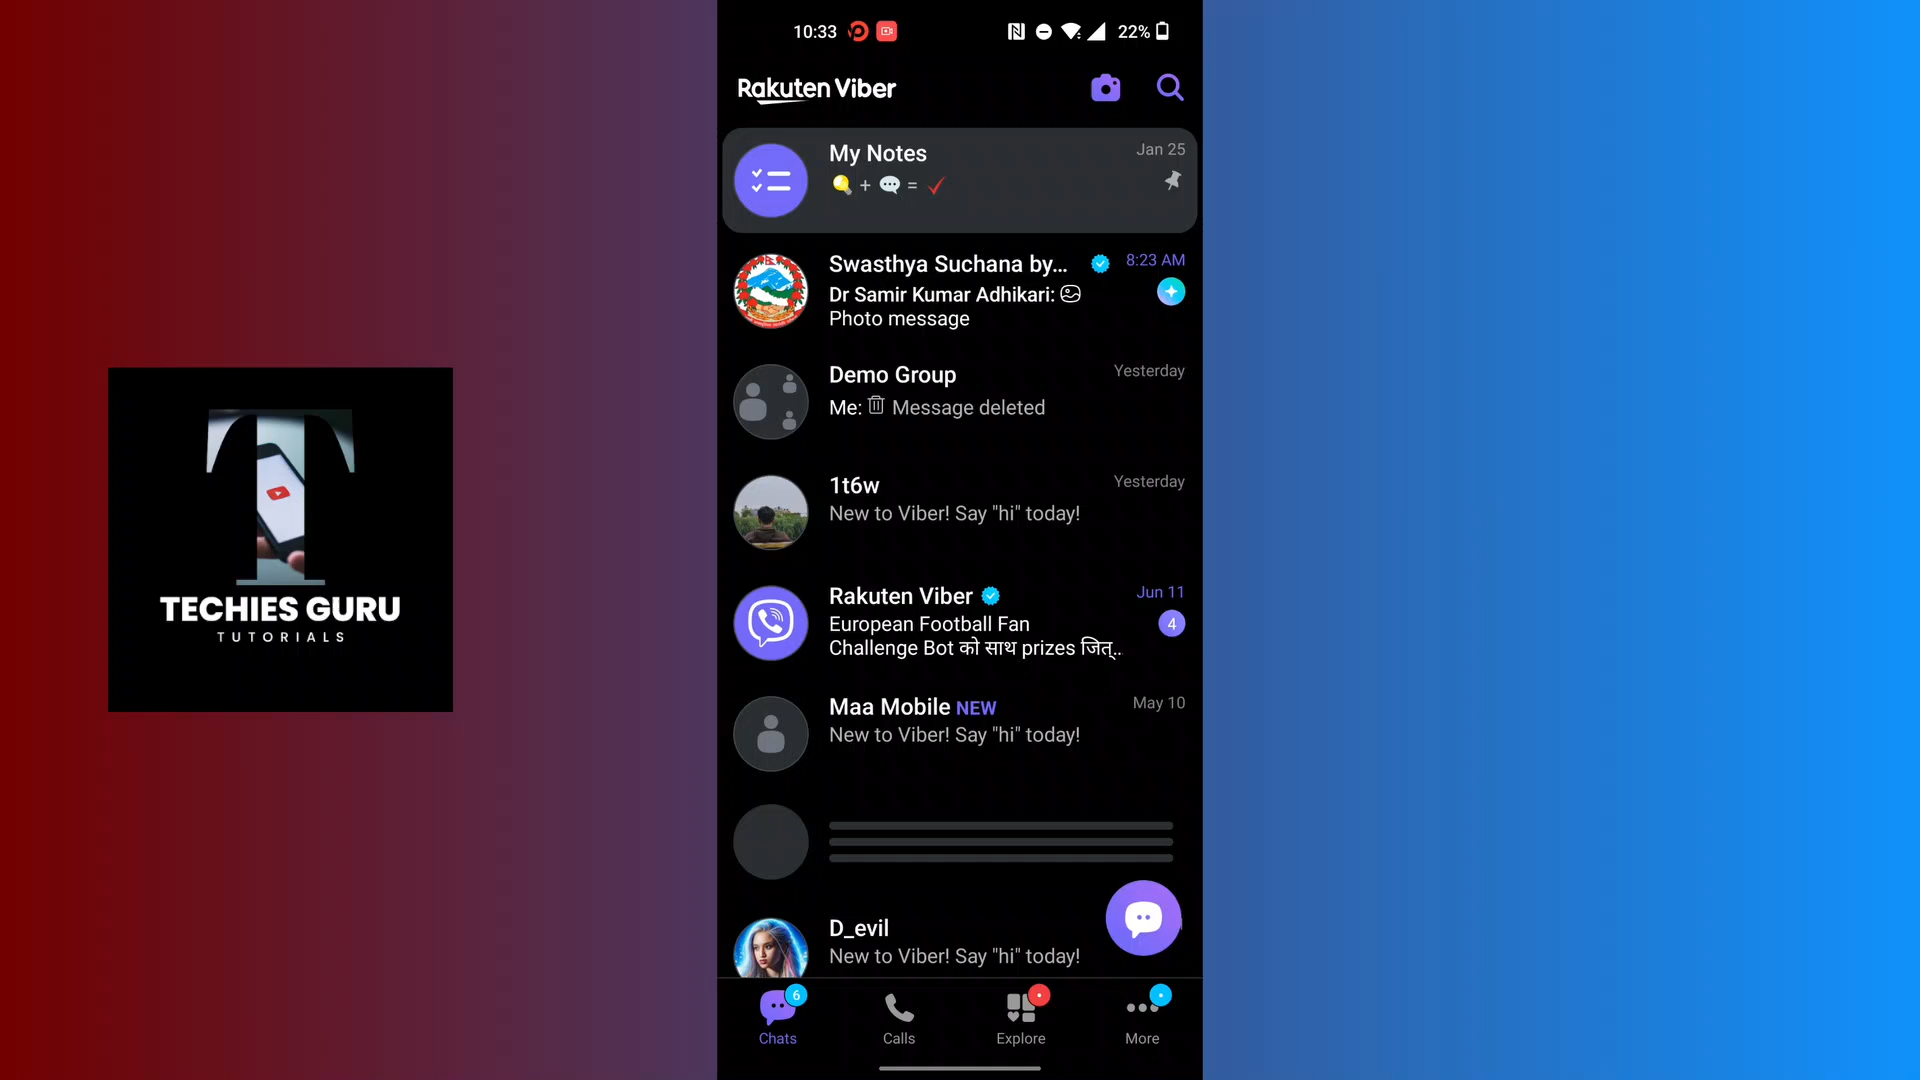 10:33
22%
Rakuten Viber
My Notes
Jan 25
+ = 
Swasthya Suchana by...
8:23 AM
Dr Samir Kumar Adhikari:
Photo message
Demo Group
Yesterday
Me: Message deleted
1t6w
Yesterday
New to Viber! Say "hi" today!
Rakuten Viber
Jun 11
European Football Fan
4
Challenge Bot को साथ prizes जित्...
Maa Mobile NEW
May 10
New to Viber! Say "hi" today!
D_evil
New to Viber! Say "hi" today!
6
Chats
Calls
Explore
More
TECHIES GURU
TUTORIALS